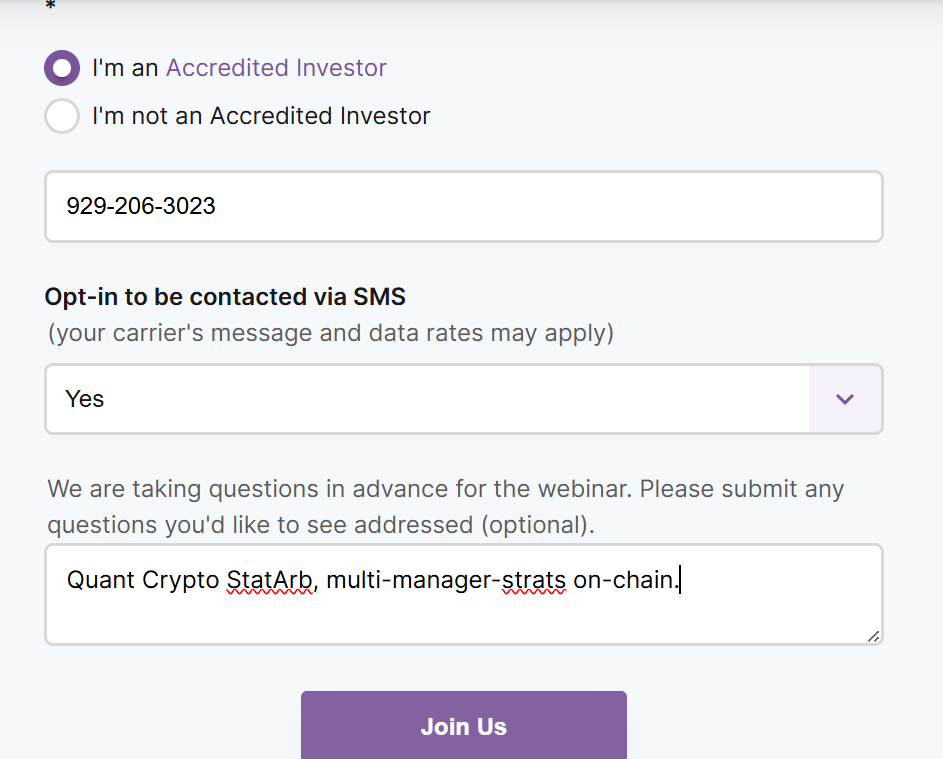 *
I'm an Accredited Investor
I'm not an Accredited Investor
929-206-3023
Opt-in to be contacted via SMS
(your carrier's message and data rates may apply)
Yes
We are taking questions in advance for the webinar. Please submit any
questions you'd like to see addressed (optional).
Quant Crypto StatArb, multi-manager-strats on-chain.
Join Us